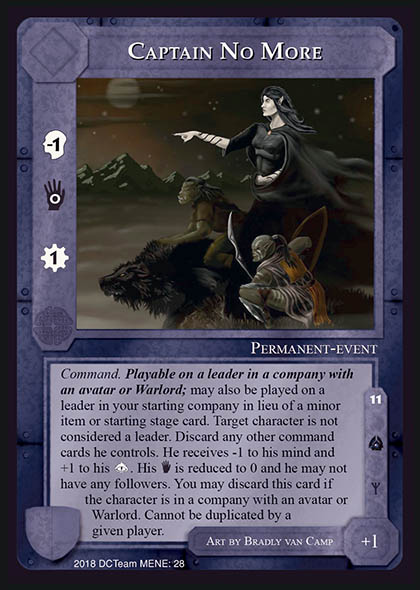 CAPTAIN NO MORE
-1
0
1
PERMANENT-EVENT
Command. Playable on a leader in a company with
an avatar or Warlord; may also be played on a
leader in your starting company in lieu of a minor
item or starting stage card. Target character is not
considered a leader. Discard any other command
cards he controls. He receives -1 to his mind and
+1 to his . His is reduced to 0 and he may not
have any followers. You may discard this card if
the character is in a company with an avatar or
Warlord. Cannot be duplicated by a
given player.
11
ART BY BRADLY VAN CAMP
+1
2018 DCTeam MENE: 28